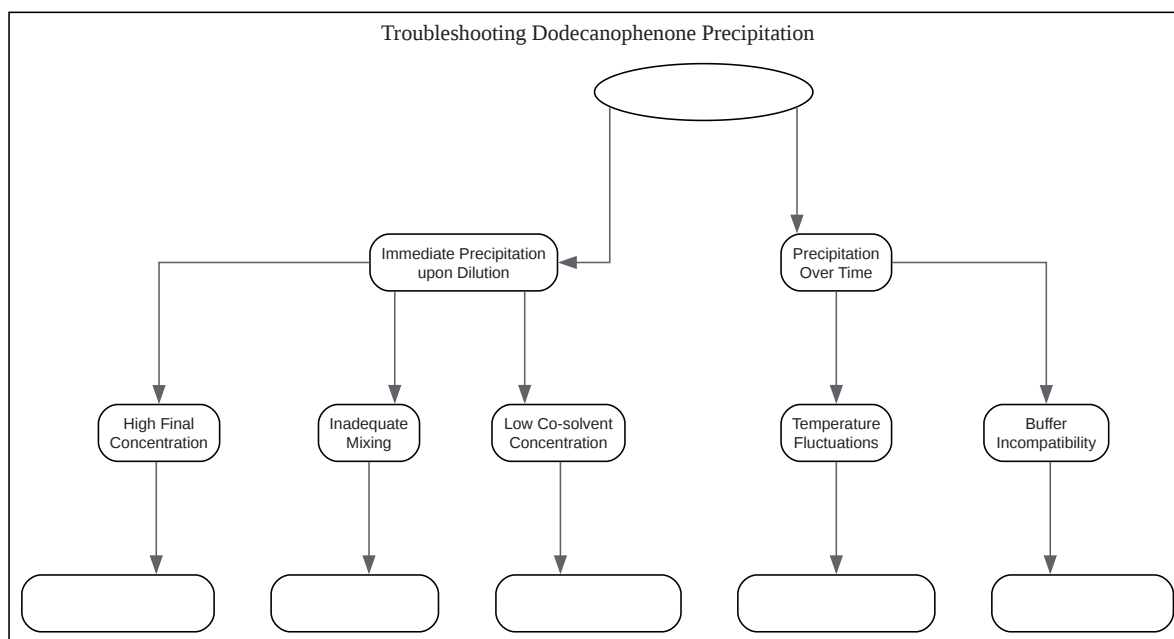 Troubleshooting Dodecanophenone Precipitation
Immediate Precipitation
upon Dilution
Precipitation
Over Time
High Final
Concentration
Inadequate
Mixing
Low Co-solvent
Concentration
Temperature
Fluctuations
Buffer
Incompatibility